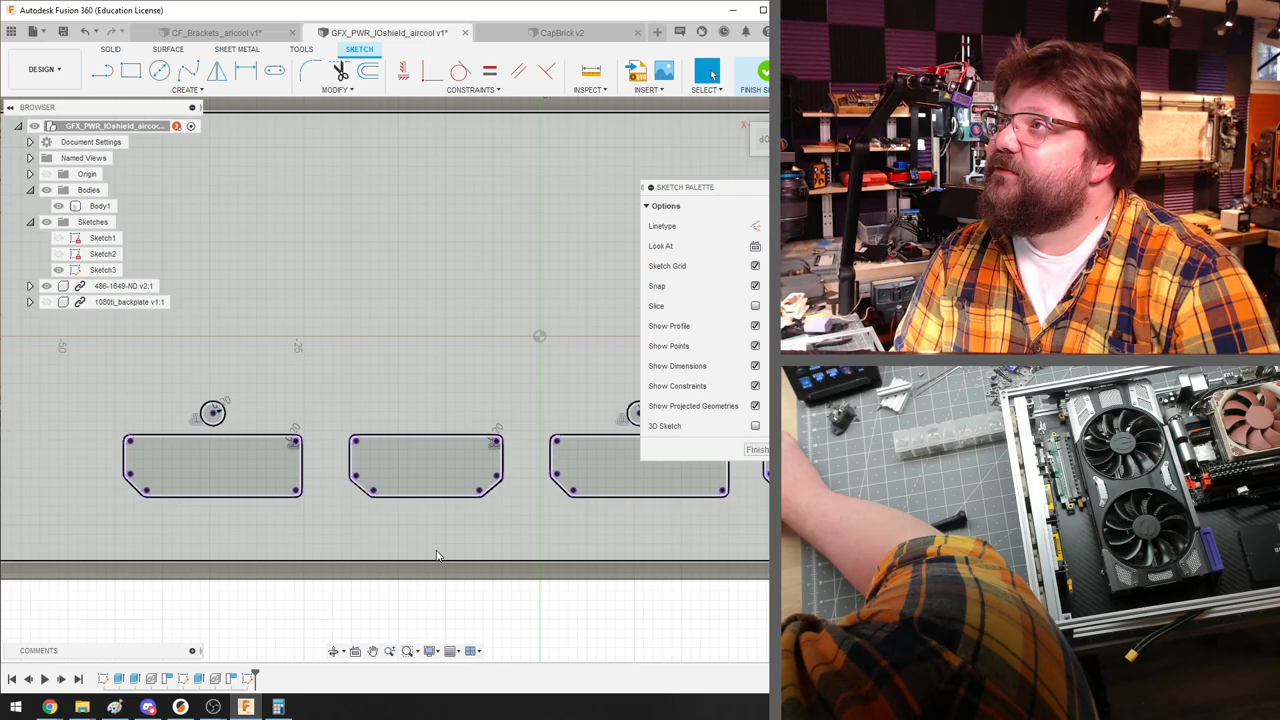 Autodesk Fusion 360 (Education License)
CF_Brackets_aircool v1*
GFX_PWR_IOshield_aircool v1*
CapBrick v2
SOLID
SURFACE
SHEET METAL
TOOLS
SKETCH
DESIGN
CREATE
MODIFY
CONSTRAINTS
INSPECT
INSERT
SELECT
FINISH S
BROWSER
GFX_PWR_IOshield_aircoo...
Document Settings
Named Views
Origin
Bodies
Body1
Sketches
Sketch1
Sketch2
Sketch3
486-1649-ND v2:1
1080ti_backplate v1:1
-50
-25
SKETCH PALETTE
Options
Linetype
Look At
Sketch Grid
Snap
Slice
Show Profile
Show Points
Show Dimensions
Show Constraints
Show Projected Geometries
3D Sketch
Finish
X
COMMENTS